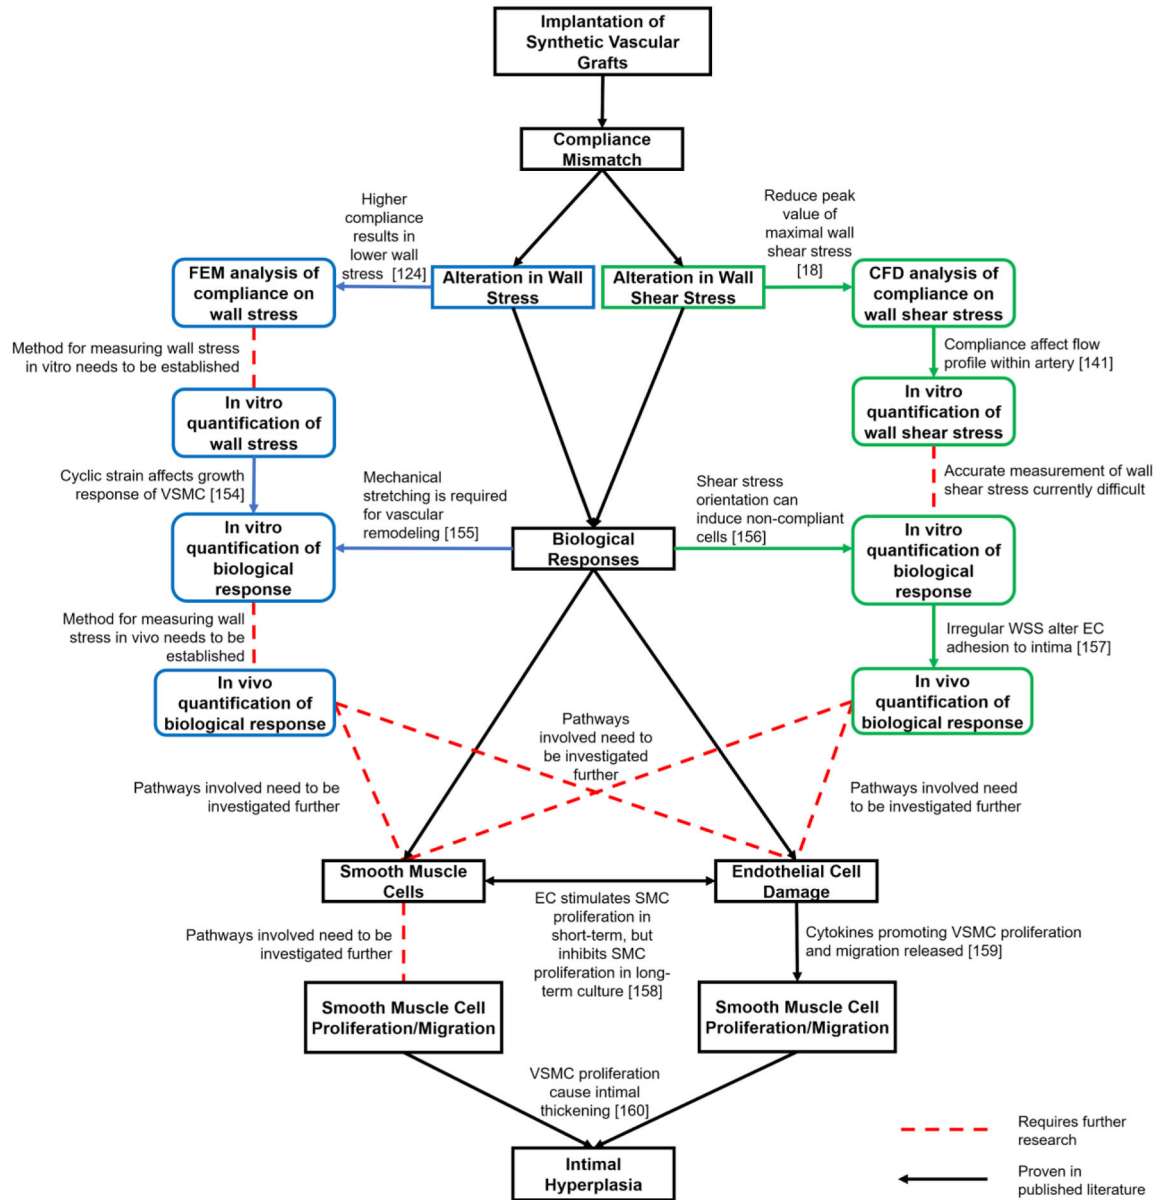 Implantation of
Synthetic Vascular
Grafts
Compliance
Mismatch
Higher
compliance
results in
lower wall
stress [124]
Reduce peak
value of
maximal wall
shear stress
[18]
FEM analysis of
compliance on
wall stress
Alteration in Wall
Stress
Alteration in Wall
Shear Stress
CFD analysis of
compliance on
wall shear stress
Method for measuring wall stress
in vitro needs to be established
Compliance affect flow
profile within artery [141]
In vitro
quantification of
wall stress
In vitro
quantification of
wall shear stress
Cyclic strain affects growth
response of VSMC [154]
Mechanical
stretching is required
for vascular
remodeling [155]
Shear stress
orientation can
induce non-compliant
cells [156]
Accurate measurement of wall
shear stress currently difficult
In vitro
quantification of
biological
response
Biological
Responses
In vitro
quantification of
biological
response
Method for measuring wall
stress in vivo needs to be
established
Irregular WSS alter EC
adhesion to intima [157]
In vivo
quantification of
biological response
In vivo
quantification of
biological response
Pathways
involved need to
be investigated
further
Pathways involved need to be
investigated further
Pathways involved need
to be investigated further
Smooth Muscle
Cells
Endothelial Cell
Damage
EC stimulates SMC
proliferation in
short-term, but
inhibits SMC
proliferation in long-
term culture [158]
Pathways involved need to be
investigated further
Cytokines promoting VSMC proliferation
and migration released [159]
Smooth Muscle Cell
Proliferation/Migration
Smooth Muscle Cell
Proliferation/Migration
VSMC proliferation
cause intimal
thickening [160]
Intimal
Hyperplasia
Requires further
research
Proven in
published literature